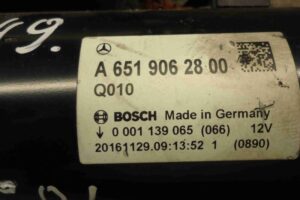 19.
A 651 906 28 00
Q010
BOSCH Made in Germany
0 001 139 065 (066) 12V
20161129.09:13:52 1 (0890)